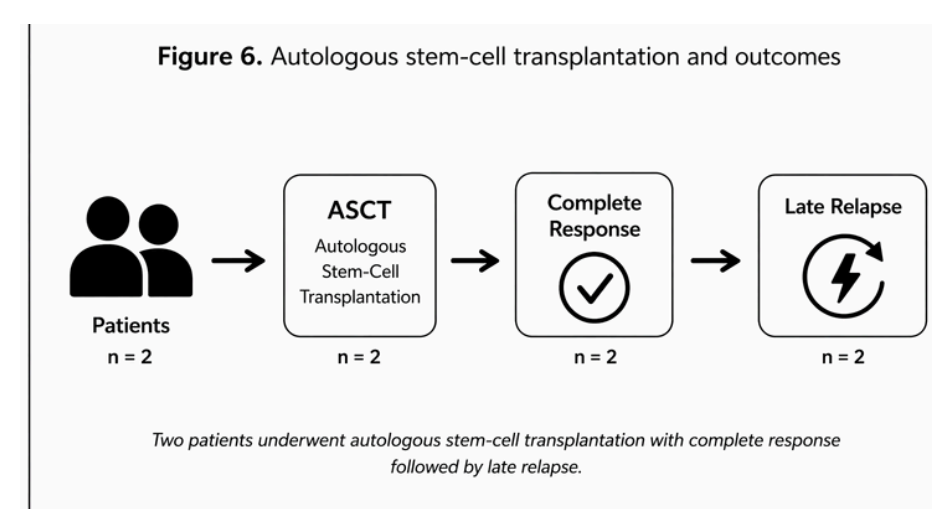 Figure 6. Autologous stem-cell transplantation and outcomes
ASCT
Autologous
Stem-Cell
Transplantation
Complete
Response
Late Relapse
Patients
n = 2
n = 2
n = 2
n = 2
Two patients underwent autologous stem-cell transplantation with complete response
followed by late relapse.